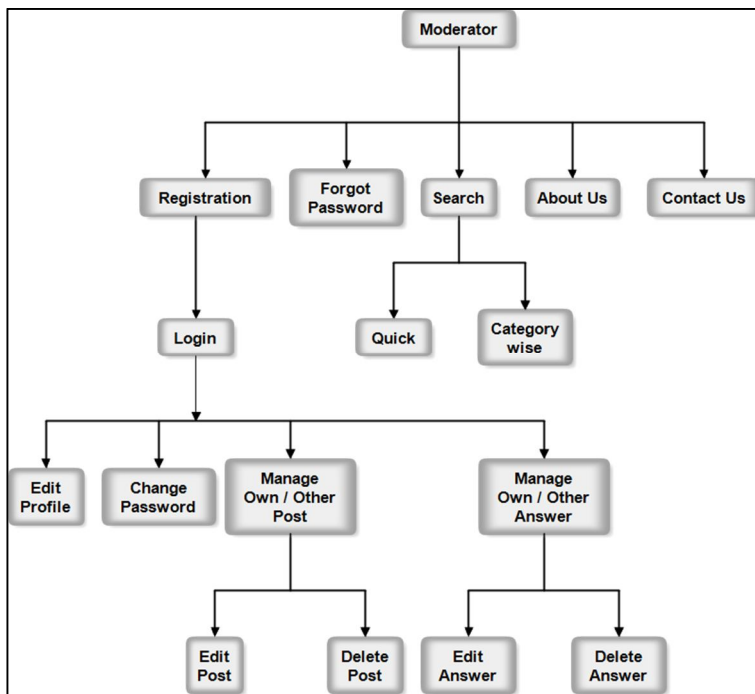 Moderator
Registration
Forgot
Password
Search
About Us
Contact Us
Login
Quick
Category
wise
Edit
Profile
Change
Password
Manage
Own / Other
Post
Manage
Own / Other
Answer
Edit
Post
Delete
Post
Edit
Answer
Delete
Answer